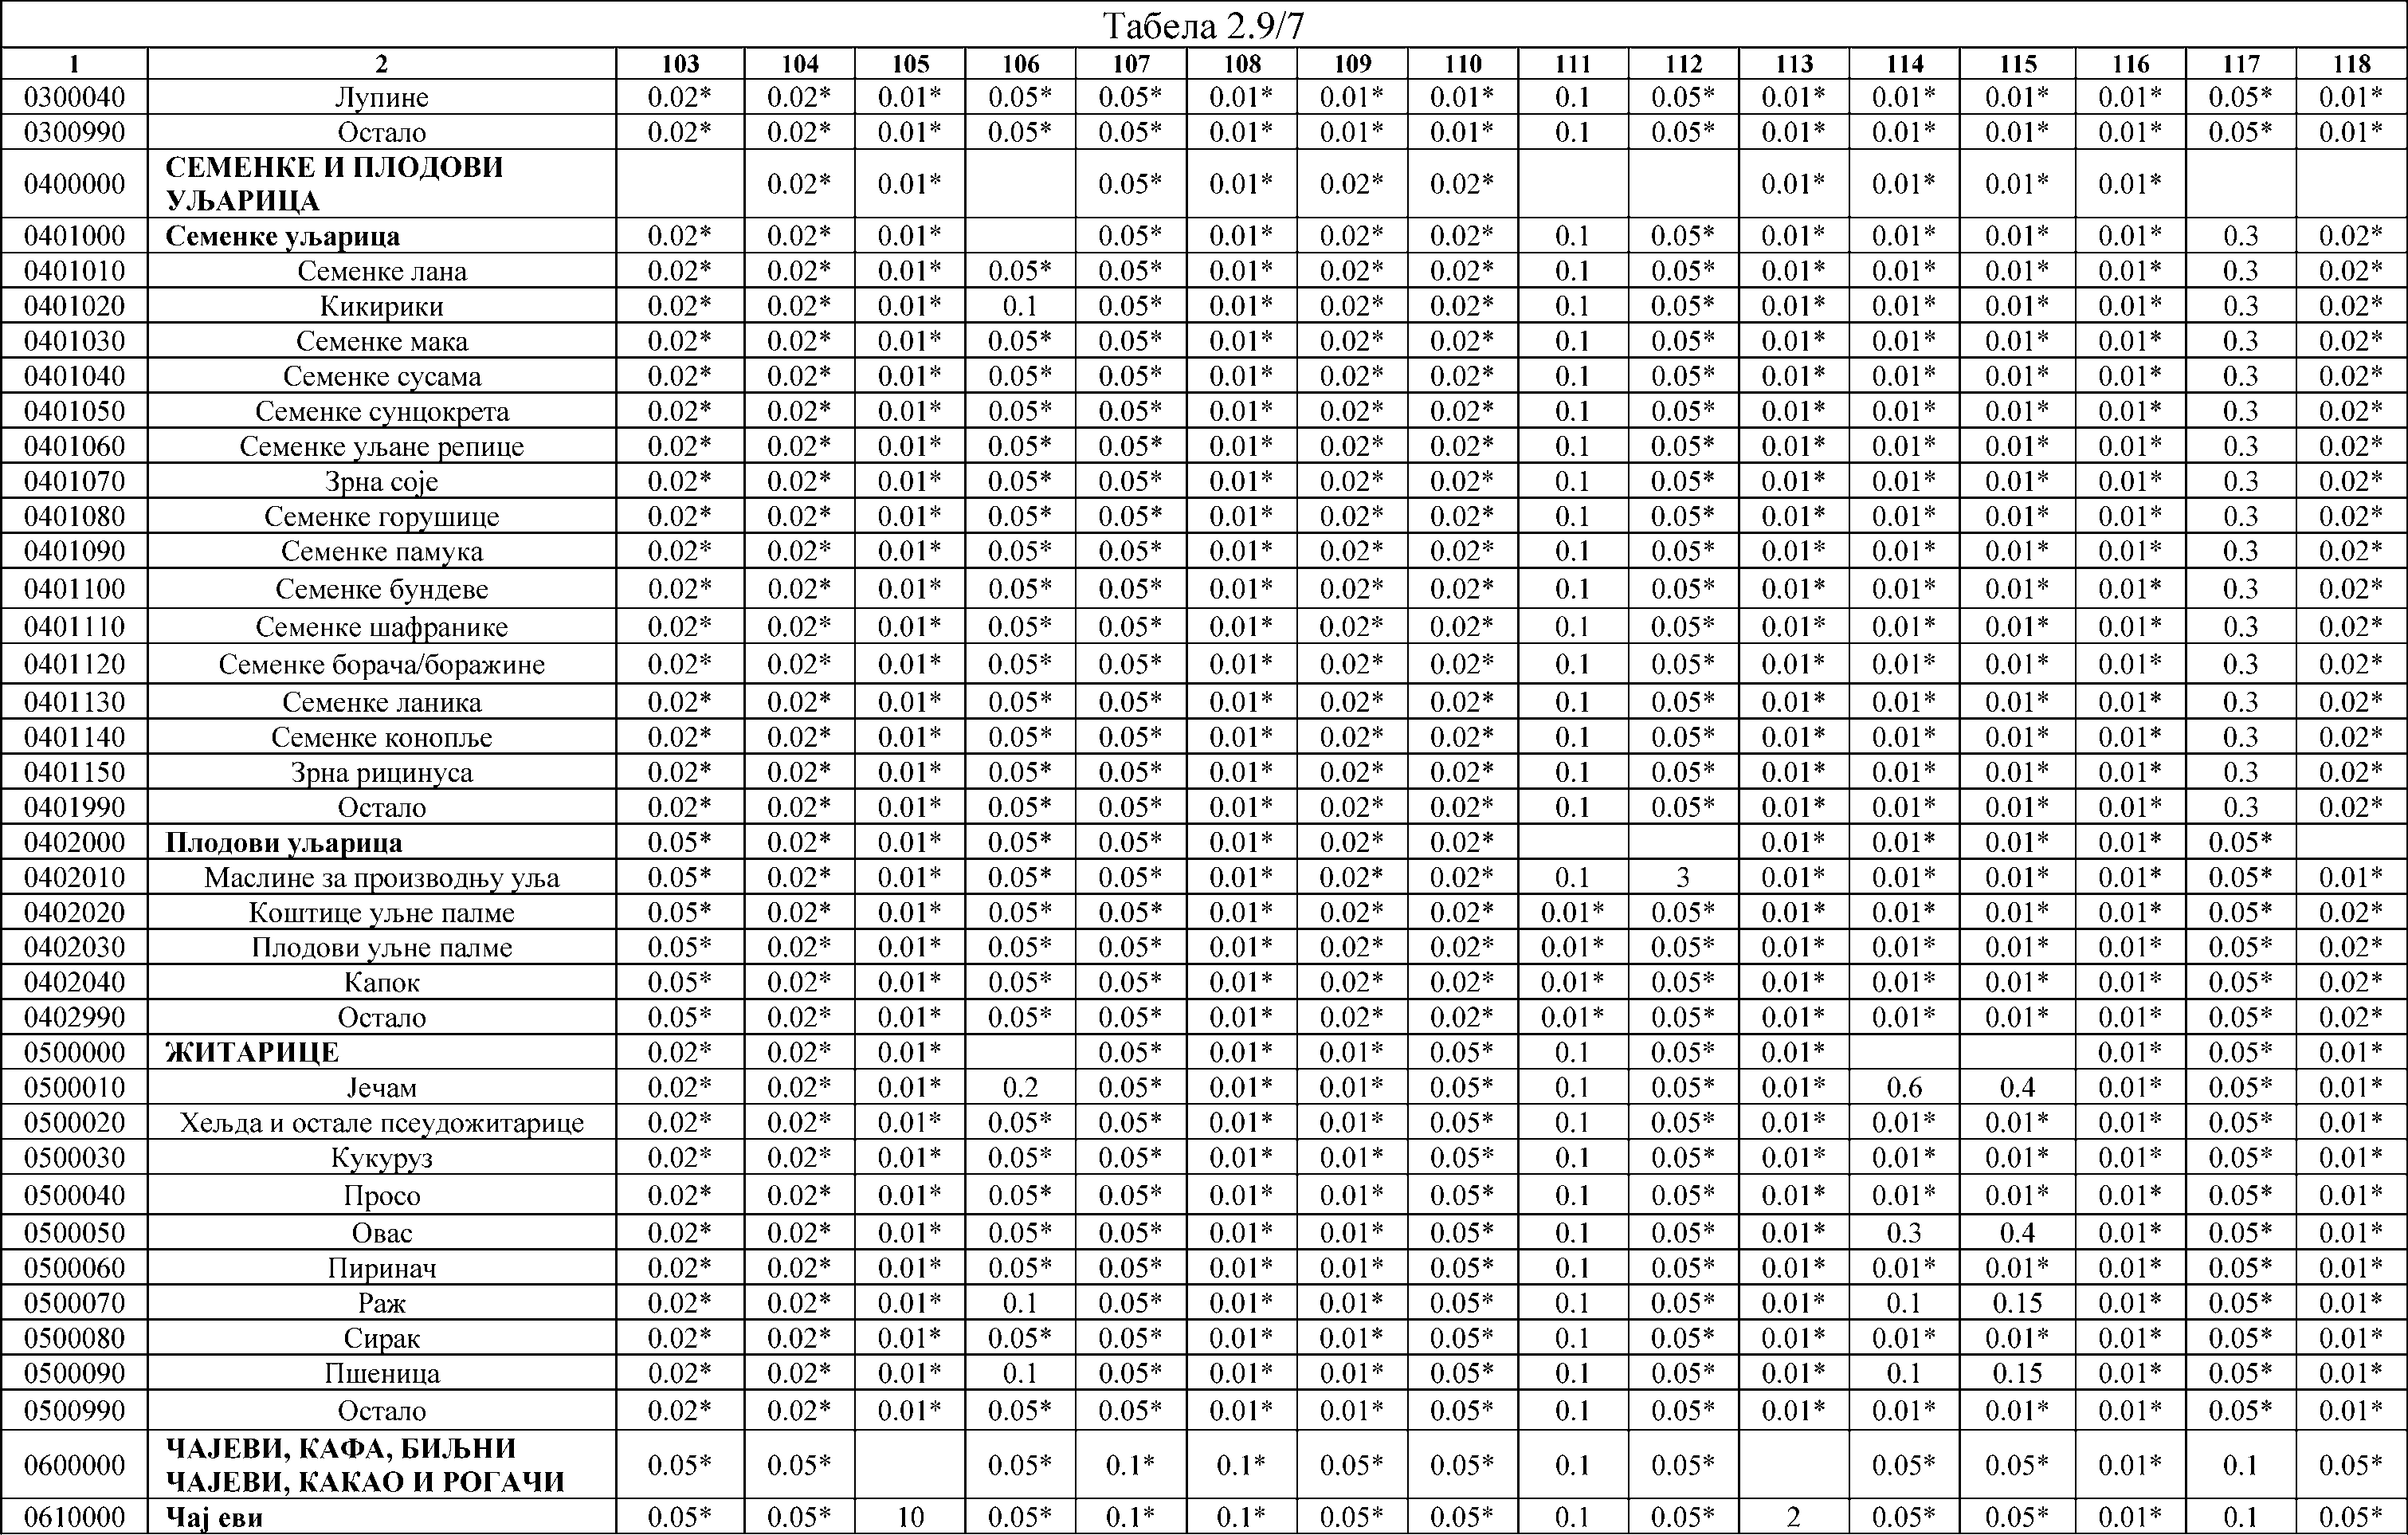 Табела 2.9/7
1 2 103 104 105 106 107 108 109 110 111 112 113 114 115 116 117 118
0300040 Лупине 0.02* 0.02* 0.01* 0.05* 0.05* 0.01* 0.01* 0.01* 0.1 0.05* 0.01* 0.01* 0.01* 0.01* 0.05* 0.01*
0300990 Остало 0.02* 0.02* 0.01* 0.05* 0.05* 0.01* 0.01* 0.01* 0.1 0.05* 0.01* 0.01* 0.01* 0.01* 0.05* 0.01*
0400000 СЕМЕНКЕ И ПЛОДОВИ
УЉАРИЦА 0.02* 0.01* 0.05* 0.01* 0.02* 0.02* 0.01* 0.01* 0.01* 0.01*
0401000 Семенке уљарица 0.02* 0.02* 0.01* 0.05* 0.01* 0.02* 0.02* 0.1 0.05* 0.01* 0.01* 0.01* 0.01* 0.3 0.02*
0401010 Семенке лана 0.02* 0.02* 0.01* 0.05* 0.05* 0.01* 0.02* 0.02* 0.1 0.05* 0.01* 0.01* 0.01* 0.01* 0.3 0.02*
0401020 Кикирики 0.02* 0.02* 0.01* 0.1 0.05* 0.01* 0.02* 0.02* 0.1 0.05* 0.01* 0.01* 0.01* 0.01* 0.3 0.02*
0401030 Семенке мака 0.02* 0.02* 0.01* 0.05* 0.05* 0.01* 0.02* 0.02* 0.1 0.05* 0.01* 0.01* 0.01* 0.01* 0.3 0.02*
0401040 Семенке сусама 0.02* 0.02* 0.01* 0.05* 0.05* 0.01* 0.02* 0.02* 0.1 0.05* 0.01* 0.01* 0.01* 0.01* 0.3 0.02*
0401050 Семенке сунцокрета 0.02* 0.02* 0.01* 0.05* 0.05* 0.01* 0.02* 0.02* 0.1 0.05* 0.01* 0.01* 0.01* 0.01* 0.3 0.02*
0401060 Семенке уљане репице 0.02* 0.02* 0.01* 0.05* 0.05* 0.01* 0.02* 0.02* 0.1 0.05* 0.01* 0.01* 0.01* 0.01* 0.3 0.02*
0401070 Зрна соје 0.02* 0.02* 0.01* 0.05* 0.05* 0.01* 0.02* 0.02* 0.1 0.05* 0.01* 0.01* 0.01* 0.01* 0.3 0.02*
0401080 Семенке горушице 0.02* 0.02* 0.01* 0.05* 0.05* 0.01* 0.02* 0.02* 0.1 0.05* 0.01* 0.01* 0.01* 0.01* 0.3 0.02*
0401090 Семенке памука 0.02* 0.02* 0.01* 0.05* 0.05* 0.01* 0.02* 0.02* 0.1 0.05* 0.01* 0.01* 0.01* 0.01* 0.3 0.02*
0401100 Семенке бундеве 0.02* 0.02* 0.01* 0.05* 0.05* 0.01* 0.02* 0.02* 0.1 0.05* 0.01* 0.01* 0.01* 0.01* 0.3 0.02*
0401110 Семенке шафранике 0.02* 0.02* 0.01* 0.05* 0.05* 0.01* 0.02* 0.02* 0.1 0.05* 0.01* 0.01* 0.01* 0.01* 0.3 0.02*
0401120 Семенке борача/боражине 0.02* 0.02* 0.01* 0.05* 0.05* 0.01* 0.02* 0.02* 0.1 0.05* 0.01* 0.01* 0.01* 0.01* 0.3 0.02*
0401130 Семенке ланика 0.02* 0.02* 0.01* 0.05* 0.05* 0.01* 0.02* 0.02* 0.1 0.05* 0.01* 0.01* 0.01* 0.01* 0.3 0.02*
0401140 Семенке конопље 0.02* 0.02* 0.01* 0.05* 0.05* 0.01* 0.02* 0.02* 0.1 0.05* 0.01* 0.01* 0.01* 0.01* 0.3 0.02*
0401150 Зрна рицинуса 0.02* 0.02* 0.01* 0.05* 0.05* 0.01* 0.02* 0.02* 0.1 0.05* 0.01* 0.01* 0.01* 0.01* 0.3 0.02*
0401990 Остало 0.02* 0.02* 0.01* 0.05* 0.05* 0.01* 0.02* 0.02* 0.1 0.05* 0.01* 0.01* 0.01* 0.01* 0.3 0.02*
0402000 Плодови уљарица 0.05* 0.02* 0.01* 0.05* 0.05* 0.01* 0.02* 0.02* 0.01* 0.01* 0.01* 0.01* 0.05*
0402010 Маслине за производњу уља 0.05* 0.02* 0.01* 0.05* 0.05* 0.01* 0.02* 0.02* 0.1 3 0.01* 0.01* 0.01* 0.01* 0.05* 0.01*
0402020 Коштице уљне палме 0.05* 0.02* 0.01* 0.05* 0.05* 0.01* 0.02* 0.02* 0.01* 0.05* 0.01* 0.01* 0.01* 0.01* 0.05* 0.02*
0402030 Плодови уљне палме 0.05* 0.02* 0.01* 0.05* 0.05* 0.01* 0.02* 0.02* 0.01* 0.05* 0.01* 0.01* 0.01* 0.01* 0.05* 0.02*
0402040 Капок 0.05* 0.02* 0.01* 0.05* 0.05* 0.01* 0.02* 0.02* 0.01* 0.05* 0.01* 0.01* 0.01* 0.01* 0.05* 0.02*
0402990 Остало 0.05* 0.02* 0.01* 0.05* 0.05* 0.01* 0.02* 0.02* 0.01* 0.05* 0.01* 0.01* 0.01* 0.01* 0.05* 0.02*
0500000 ЖИТАРИЦЕ 0.02* 0.02* 0.01* 0.05* 0.01* 0.01* 0.05* 0.1 0.05* 0.01* 0.01* 0.05* 0.01*
0500010 Јечам 0.02* 0.02* 0.01* 0.2 0.05* 0.01* 0.01* 0.05* 0.1 0.05* 0.01* 0.6 0.4 0.01* 0.05* 0.01*
0500020 Хељда и остале псеудожитарице 0.02* 0.02* 0.01* 0.05* 0.05* 0.01* 0.01* 0.05* 0.1 0.05* 0.01* 0.01* 0.01* 0.01* 0.05* 0.01*
0500030 Кукуруз 0.02* 0.02* 0.01* 0.05* 0.05* 0.01* 0.01* 0.05* 0.1 0.05* 0.01* 0.01* 0.01* 0.01* 0.05* 0.01*
0500040 Просо 0.02* 0.02* 0.01* 0.05* 0.05* 0.01* 0.01* 0.05* 0.1 0.05* 0.01* 0.01* 0.01* 0.01* 0.05* 0.01*
0500050 Овас 0.02* 0.02* 0.01* 0.05* 0.05* 0.01* 0.01* 0.05* 0.1 0.05* 0.01* 0.3 0.4 0.01* 0.05* 0.01*
0500060 Пиринач 0.02* 0.02* 0.01* 0.05* 0.05* 0.01* 0.01* 0.05* 0.1 0.05* 0.01* 0.01* 0.01* 0.01* 0.05* 0.01*
0500070 Раж 0.02* 0.02* 0.01* 0.1 0.05* 0.01* 0.01* 0.05* 0.1 0.05* 0.01* 0.1 0.15 0.01* 0.05* 0.01*
0500080 Сирак 0.02* 0.02* 0.01* 0.05* 0.05* 0.01* 0.01* 0.05* 0.1 0.05* 0.01* 0.01* 0.01* 0.01* 0.05* 0.01*
0500090 Пшеница 0.02* 0.02* 0.01* 0.1 0.05* 0.01* 0.01* 0.05* 0.1 0.05* 0.01* 0.1 0.15 0.01* 0.05* 0.01*
0500990 Остало 0.02* 0.02* 0.01* 0.05* 0.05* 0.01* 0.01* 0.05* 0.1 0.05* 0.01* 0.01* 0.01* 0.01* 0.05* 0.01*
0600000 ЧАЈЕВИ, КАФА, БИЉНИ
ЧАЈЕВИ, КАКАО И РОГАЧИ 0.05* 0.05* 0.05* 0.1* 0.1* 0.05* 0.05* 0.1 0.05* 0.05* 0.05* 0.01* 0.1 0.05*
0610000 Чај еви 0.05* 0.05* 10 0.05* 0.1* 0.1* 0.05* 0.05* 0.1 0.05* 2 0.05* 0.05* 0.01* 0.1 0.05*